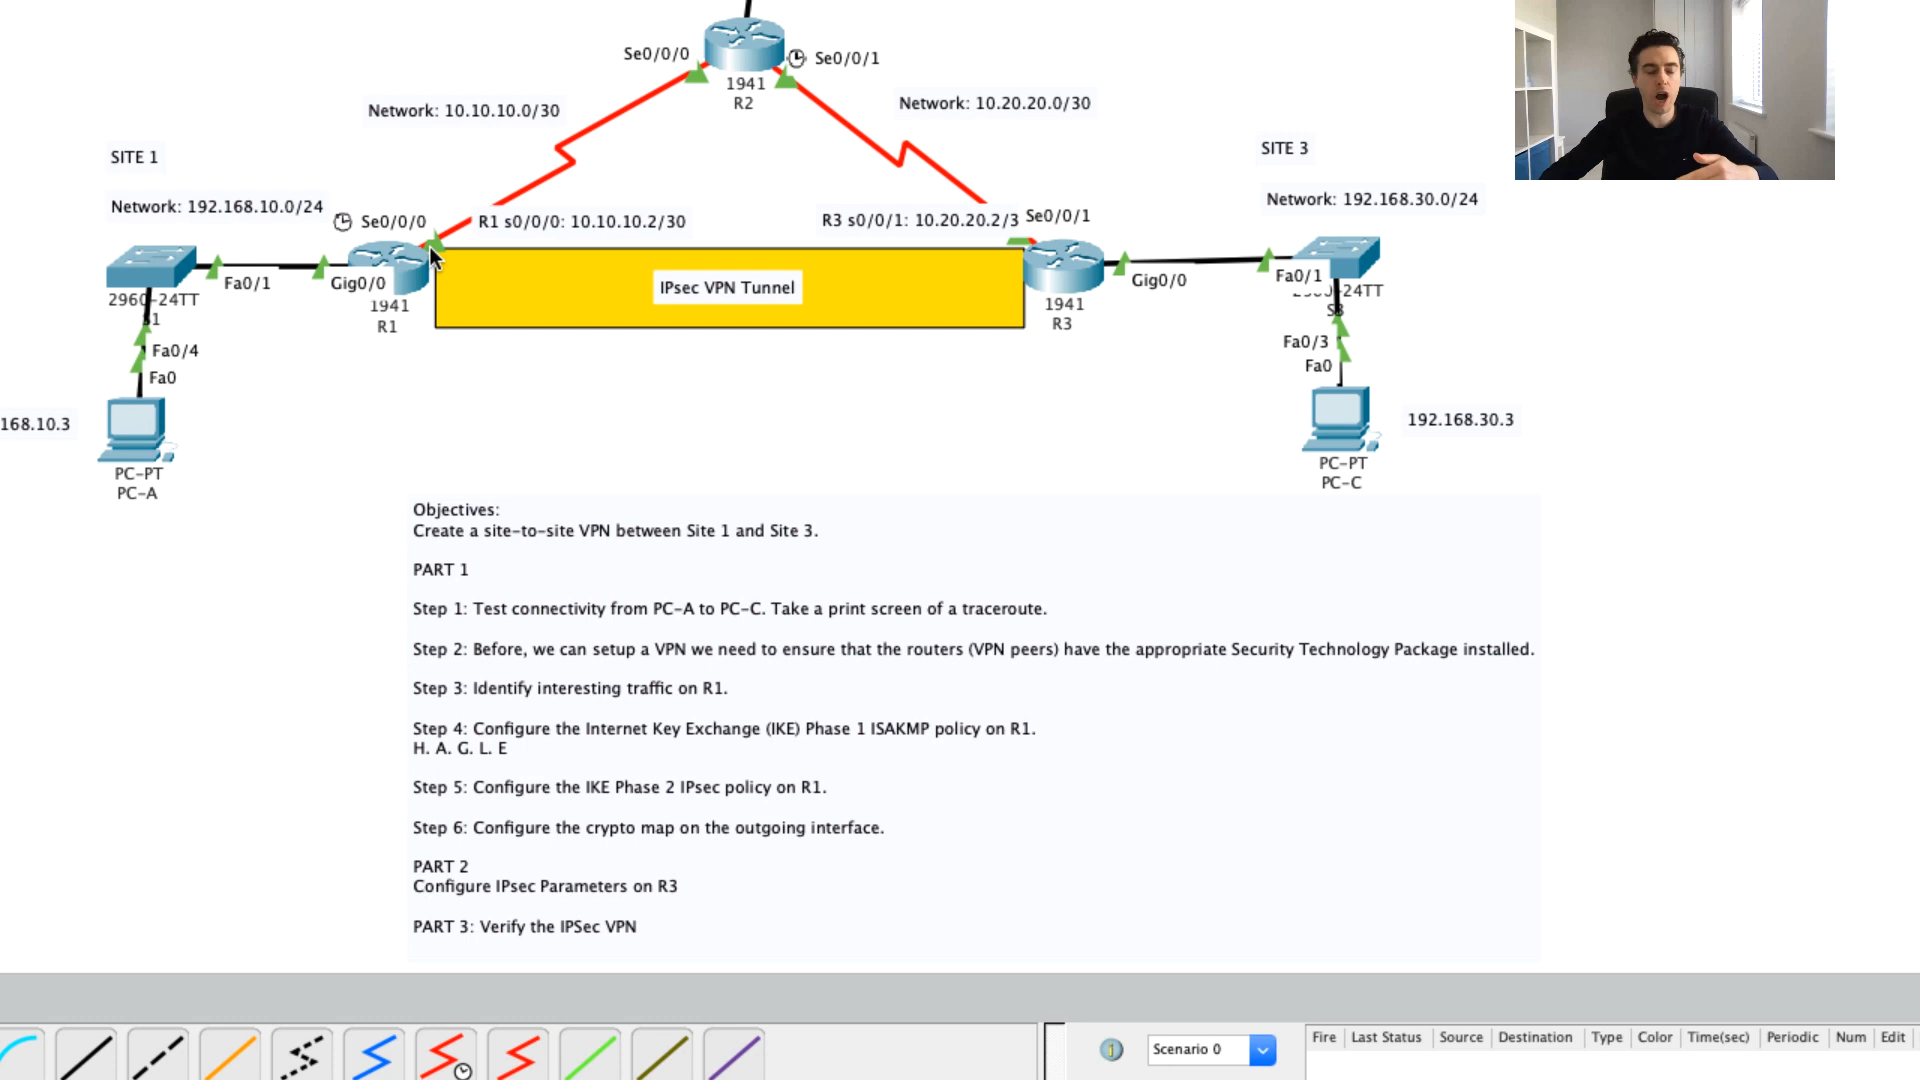 Se0/0/0
Se0/0/1
1941
R2
Network: 10.10.10.0/30
Network: 10.20.20.0/30
SITE 1
SITE 3
Network: 192.168.10.0/24
Network: 192.168.30.0/24
Se0/0/0
R1 s0/0/0: 10.10.10.2/30
R3 s0/0/1: 10.20.20.2/3
Se0/0/1
Fa0/1
Gig0/0
IPsec VPN Tunnel
Gig0/0
Fa0/1
2960-24TT
S1
1941
R1
1941
R3
24TT
S3
Fa0/4
Fa0
Fa0/3
Fa0
168.10.3
192.168.30.3
PC-PT
PC-A
PC-PT
PC-C
Objectives:
Create a site-to-site VPN between Site 1 and Site 3.
PART 1
Step 1: Test connectivity from PC-A to PC-C. Take a print screen of a traceroute.
Step 2: Before, we can setup a VPN we need to ensure that the routers (VPN peers) have the appropriate Security Technology Package installed.
Step 3: Identify interesting traffic on R1.
Step 4: Configure the Internet Key Exchange (IKE) Phase 1 ISAKMP policy on R1.
H. A. G. L. E
Step 5: Configure the IKE Phase 2 IPsec policy on R1.
Step 6: Configure the crypto map on the outgoing interface.
PART 2
Configure IPsec Parameters on R3
PART 3: Verify the IPSec VPN
Scenario 0
Fire Last Status Source Destination Type Color Time(sec) Periodic Num Edit